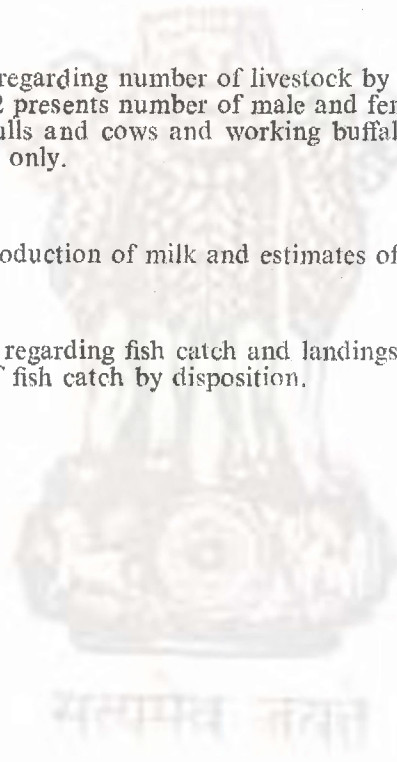 regarding number of livestock by
2 presents number of male and fer
ulls and cows and working buffal
only.
oduction of milk and estimates of
regarding fish catch and landings
f fish catch by disposition.
सत्यमेव जयते